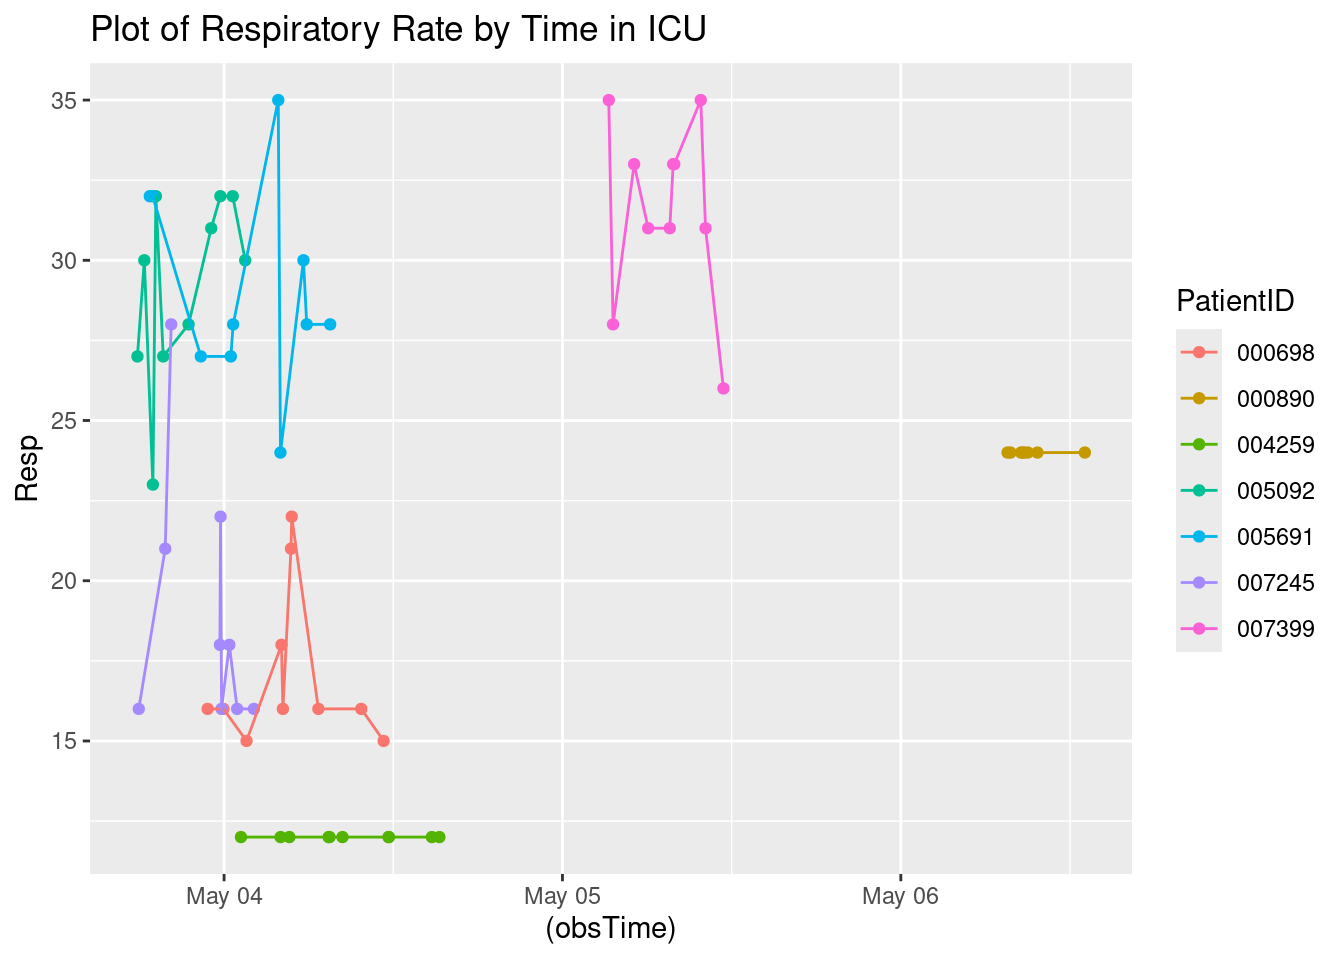 Plot of Respiratory Rate by Time in ICU
35
30
25
20
15
Resp
May 04
May 05
May 06
(obsTime)
PatientID
000698
000890
004259
005092
005691
007245
007399